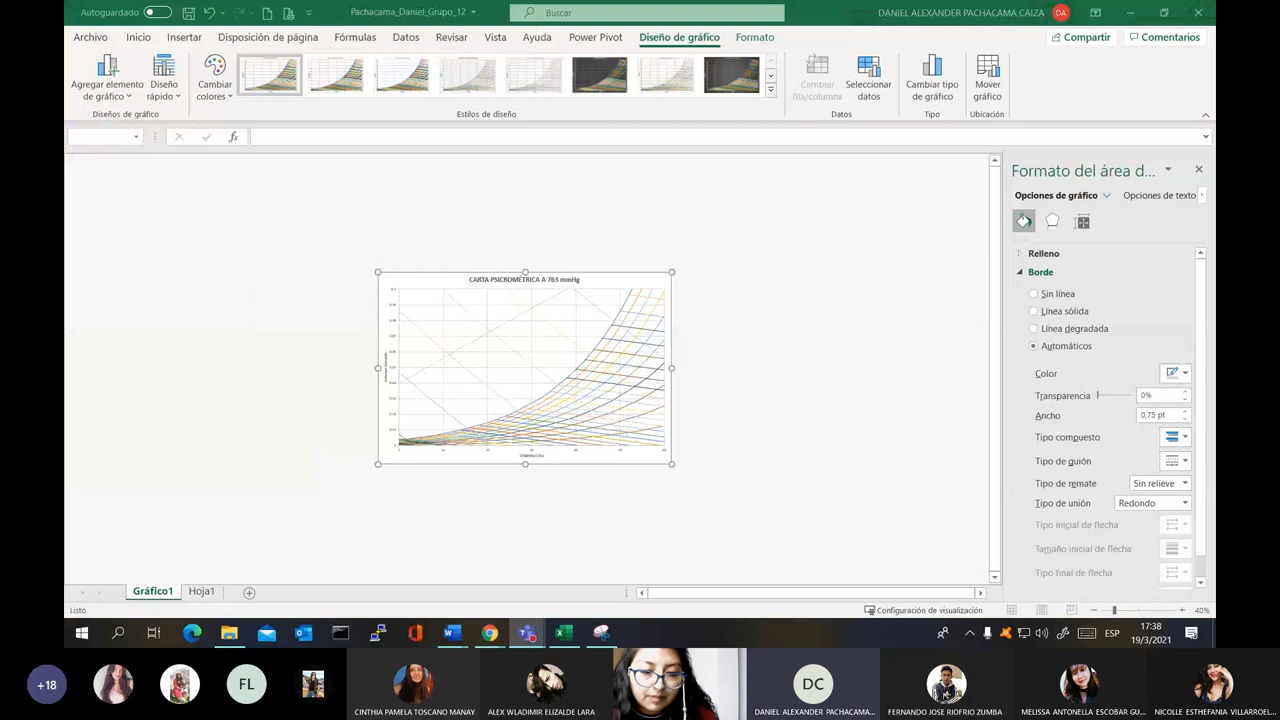 Autoguardado
Pachacama_Daniel_Grupo_12
Buscar
DANIEL ALEXANDER PACHACAMA CAIZA
DA
Archivo
Inicio
Insertar
Disposición de página
Fórmulas
Datos
Revisar
Vista
Ayuda
Power Pivot
Diseño de gráfico
Formato
Compartir
Comentarios
Agregar elemento
de gráfico
Diseño
rápido
Cambiar
colores
Cambiar
fila/columna
Seleccionar
datos
Cambiar tipo
de gráfico
Mover
gráfico
Diseños de gráfico
Estilos de diseño
Datos
Tipo
Ubicación
fx
Formato del área d...
Opciones de gráfico
Opciones de texto
Relleno
Borde
Sin línea
Línea sólida
Línea degradada
Automáticos
Color
Transparencia
0%
Ancho
0,75 pt
Tipo compuesto
Tipo de guión
Tipo de remate
Sin relieve
Tipo de unión
Redondo
Tipo inicial de flecha
Tamaño inicial de flecha
Tipo final de flecha
CARTA PSICROMÉTRICA A 763 mmHg
TEMPERATURA
Gráfico1
Hoja1
Listo
Configuración de visualización
40%
ESP
17:38
19/3/2021
+18
FL
CINTHIA PAMELA TOSCANO MANAY
ALEX WLADIMIR ELIZALDE LARA
DC
DANIEL ALEXANDER PACHACAMA...
FERNANDO JOSE RIOFRIO ZUMBA
MELISSA ANTONELLA ESCOBAR GU...
NICOLLE ESTHEFANIA VILLARROEL...